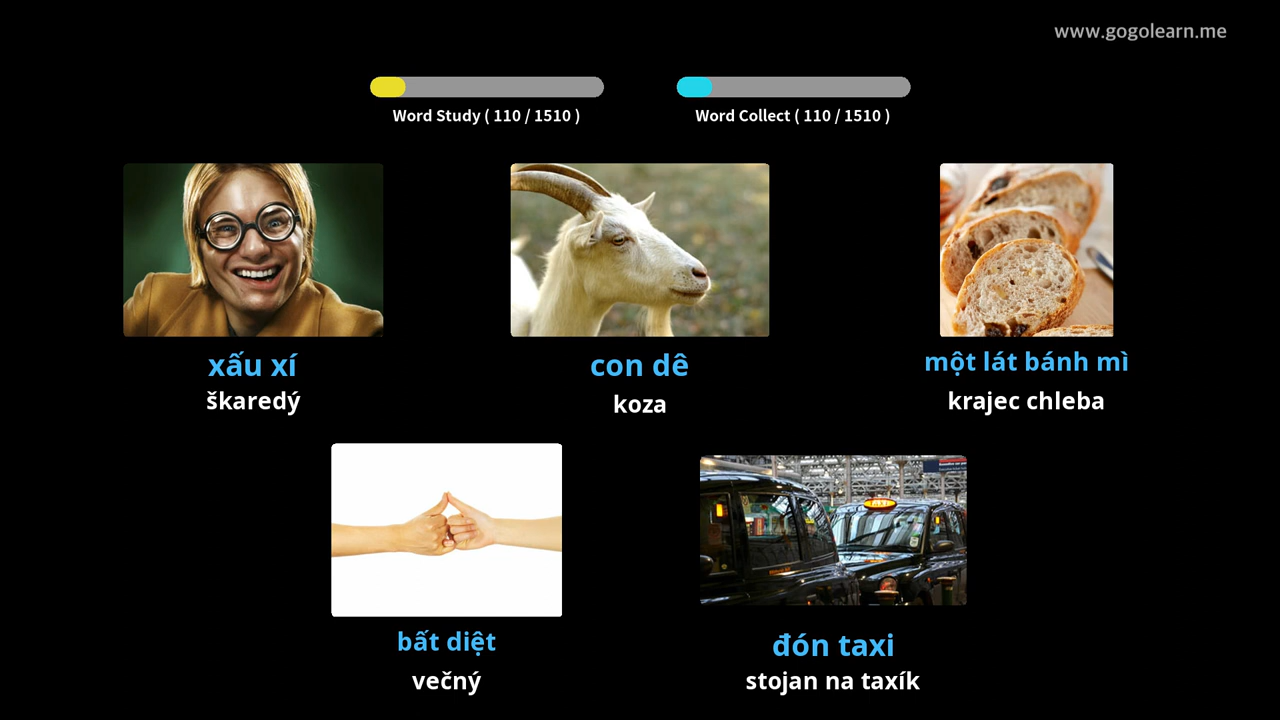 www.gogolearn.me
Word Study ( 110 / 1510 )
Word Collect ( 110 / 1510 )
xấu xí
škaredý
con dê
koza
một lát bánh mì
krajec chleba
TAXI
bất diệt
večný
đón taxi
stojan na taxík